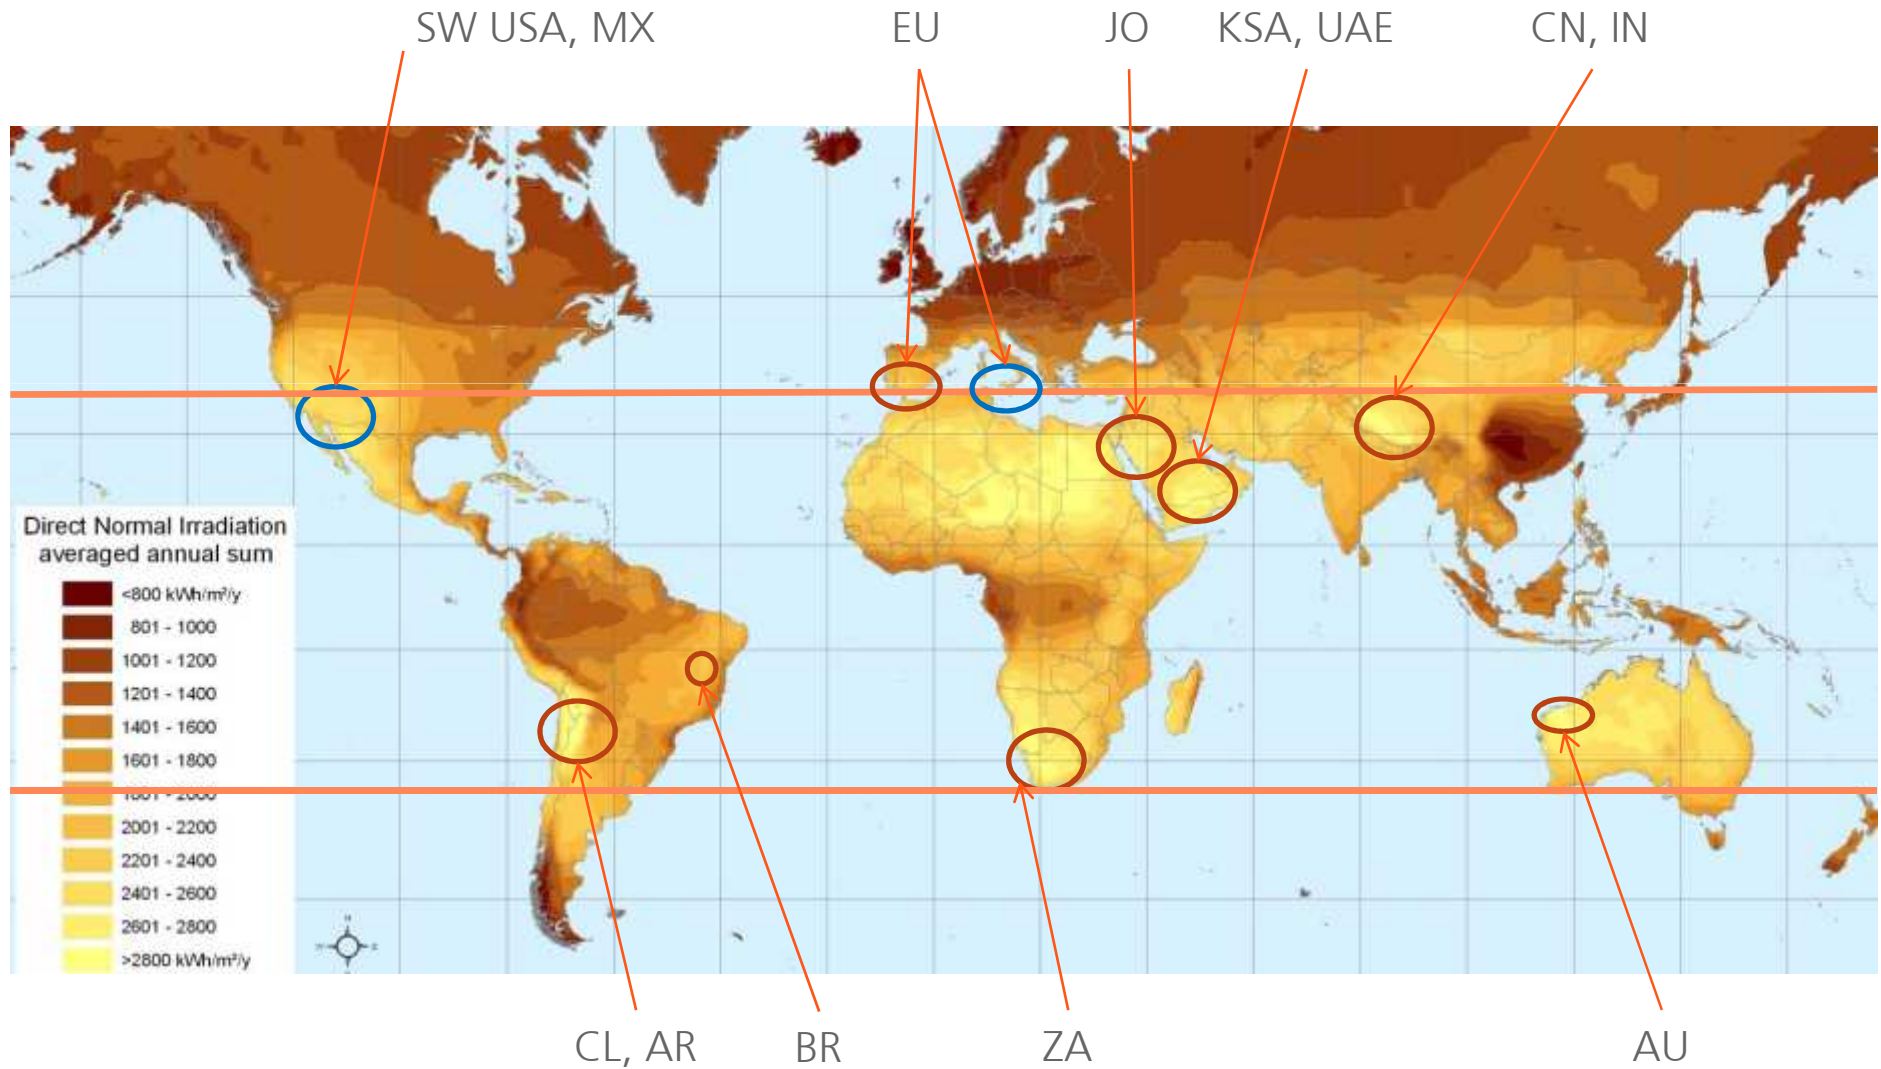 SW USA, MX
EU
JO
KSA, UAE
CN, IN
Direct Normal Irradiation
averaged annual sum
<800 kWh/m²/y
801 - 1000
1001 - 1200
1201 - 1400
1401 - 1600
1601 - 1800
1801 - 2000
2001 - 2200
2201 - 2400
2401 - 2600
2601 - 2800
>2800 kWh/m²/y
CL, AR
BR
ZA
AU